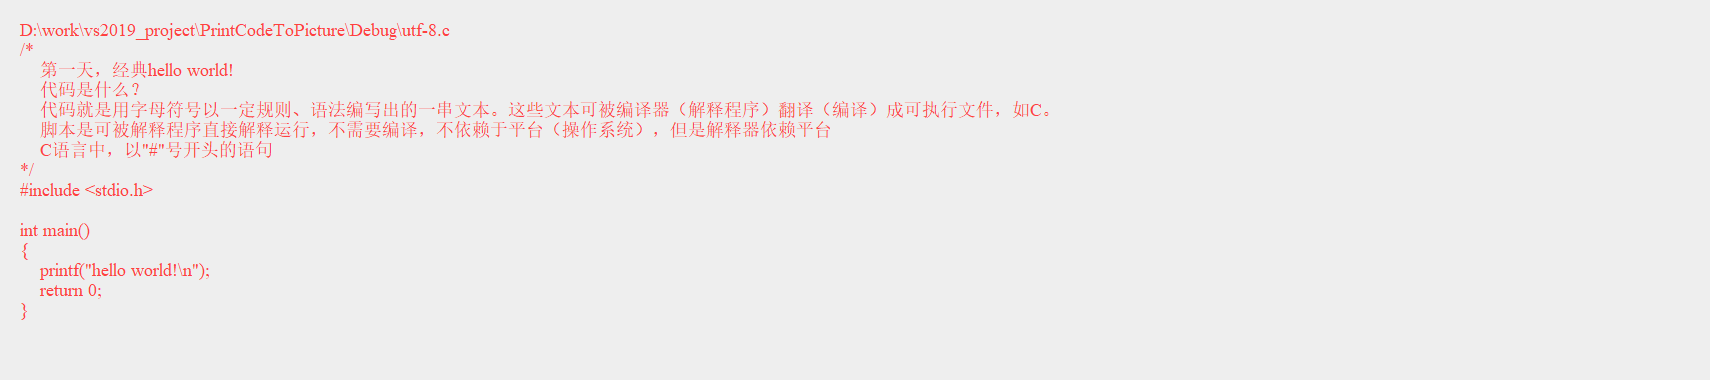 D:\work\vs2019_project\PrintCodeToPicture\Debug\utf-8.c
/*
    第一天，经典hello world!
    代码是什么？
    代码就是用字母符号以一定规则、语法编写出的一串文本。这些文本可被编译器（解释程序）翻译（编译）成可执行文件，如C。
    脚本是可被解释程序直接解释运行，不需要编译，不依赖于平台（操作系统），但是解释器依赖平台
    C语言中，以"#"号开头的语句
*/
#include <stdio.h>

int main()
{
    printf("hello world!\n");
    return 0;
}